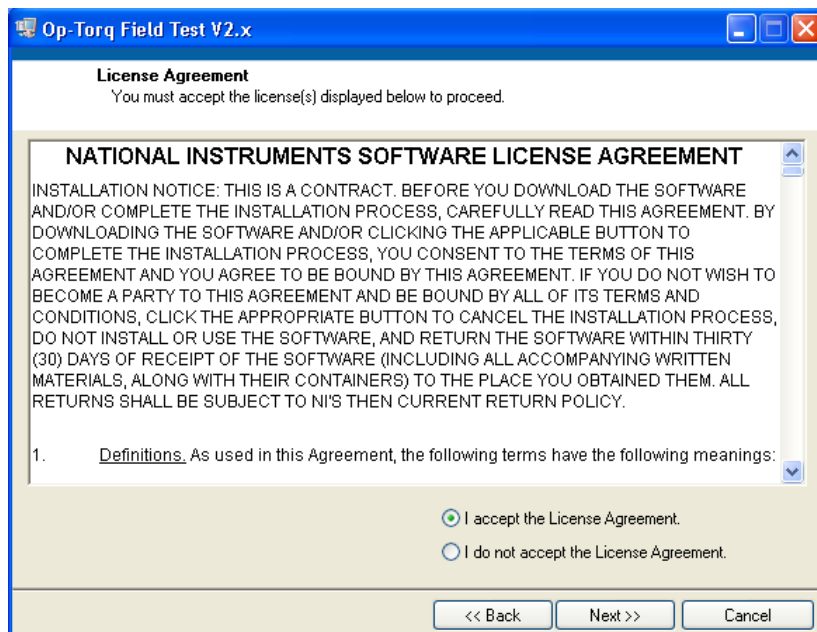 Op-Torq Field Test V2.x
License Agreement
You must accept the license(s) displayed below to proceed.
NATIONAL INSTRUMENTS SOFTWARE LICENSE AGREEMENT
INSTALLATION NOTICE: THIS IS A CONTRACT. BEFORE YOU DOWNLOAD THE SOFTWARE
AND/OR COMPLETE THE INSTALLATION PROCESS, CAREFULLY READ THIS AGREEMENT. BY
DOWNLOADING THE SOFTWARE AND/OR CLICKING THE APPLICABLE BUTTON TO
COMPLETE THE INSTALLATION PROCESS, YOU CONSENT TO THE TERMS OF THIS
AGREEMENT AND YOU AGREE TO BE BOUND BY THIS AGREEMENT. IF YOU DO NOT WISH TO
BECOME A PARTY TO THIS AGREEMENT AND BE BOUND BY ALL OF ITS TERMS AND
CONDITIONS, CLICK THE APPROPRIATE BUTTON TO CANCEL THE INSTALLATION PROCESS,
DO NOT INSTALL OR USE THE SOFTWARE, AND RETURN THE SOFTWARE WITHIN THIRTY
(30) DAYS OF RECEIPT OF THE SOFTWARE (INCLUDING ALL ACCOMPANYING WRITTEN
MATERIALS, ALONG WITH THEIR CONTAINERS) TO THE PLACE YOU OBTAINED THEM. ALL
RETURNS SHALL BE SUBJECT TO NI'S THEN CURRENT RETURN POLICY.
1. Definitions. As used in this Agreement, the following terms have the following meanings:
I accept the License Agreement.
I do not accept the License Agreement.
<< Back Next >> Cancel